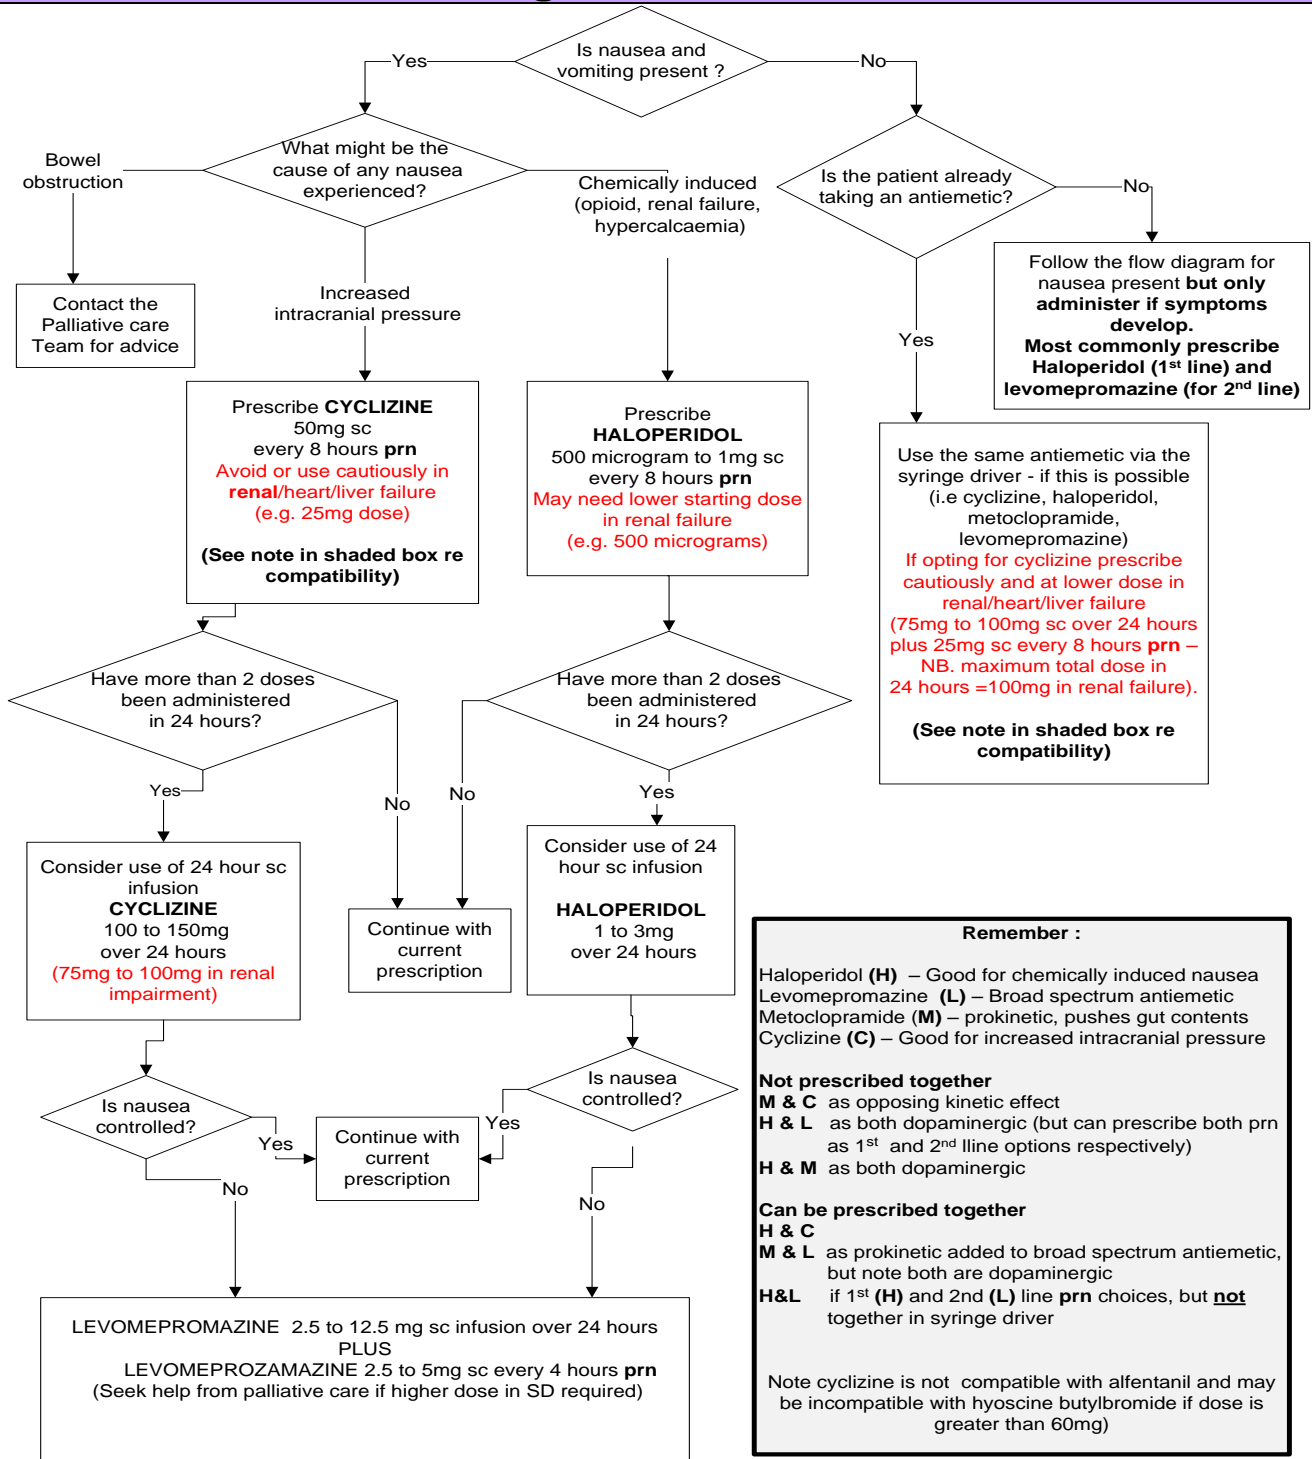 Is nausea and
vomiting present ?
Yes
No
What might be the
cause of any nausea
experienced?
Bowel
obstruction
Chemically induced
(opioid, renal failure,
hypercalcaemia)
Increased
intracranial pressure
Is the patient already
taking an antiemetic?
No
Yes
Contact the
Palliative care
Team for advice
Follow the flow diagram for
nausea present but only
administer if symptoms
develop.
Most commonly prescribe
Haloperidol (1st line) and
levomepromazine (for 2nd line)
Prescribe CYCLIZINE
50mg sc
every 8 hours prn
Avoid or use cautiously in
renal/heart/liver failure
(e.g. 25mg dose)
(See note in shaded box re
compatibility)
Prescribe
HALOPERIDOL
500 microgram to 1mg sc
every 8 hours prn
May need lower starting dose
in renal failure
(e.g. 500 micrograms)
Use the same antiemetic via the
syringe driver - if this is possible
(i.e cyclizine, haloperidol,
metoclopramide,
levomepromazine)
If opting for cyclizine prescribe
cautiously and at lower dose in
renal/heart/liver failure
(75mg to 100mg sc over 24 hours
plus 25mg sc every 8 hours prn –
NB. maximum total dose in
24 hours =100mg in renal failure).
(See note in shaded box re
compatibility)
Have more than 2 doses
been administered
in 24 hours?
Have more than 2 doses
been administered
in 24 hours?
Yes
No
No
Yes
Consider use of 24 hour sc
infusion
CYCLIZINE
100 to 150mg
over 24 hours
(75mg to 100mg in renal
impairment)
Continue with
current
prescription
Consider use of 24
hour sc infusion
HALOPERIDOL
1 to 3mg
over 24 hours
Is nausea
controlled?
Yes
No
Continue with
current
prescription
Is nausea
controlled?
Yes
No
LEVOMEPROMAZINE 2.5 to 12.5 mg sc infusion over 24 hours
PLUS
LEVOMEPROZAMAZINE 2.5 to 5mg sc every 4 hours prn
(Seek help from palliative care if higher dose in SD required)
Remember :
Haloperidol (H) – Good for chemically induced nausea
Levomepromazine (L) – Broad spectrum antiemetic
Metoclopramide (M) – prokinetic, pushes gut contents
Cyclizine (C) – Good for increased intracranial pressure
Not prescribed together
M & C as opposing kinetic effect
H & L as both dopaminergic (but can prescribe both prn
as 1st and 2nd lline options respectively)
H & M as both dopaminergic
Can be prescribed together
H & C
M & L as prokinetic added to broad spectrum antiemetic,
but note both are dopaminergic
H&L if 1st (H) and 2nd (L) line prn choices, but not
together in syringe driver
Note cyclizine is not compatible with alfentanil and may
be incompatible with hyoscine butylbromide if dose is
greater than 60mg)